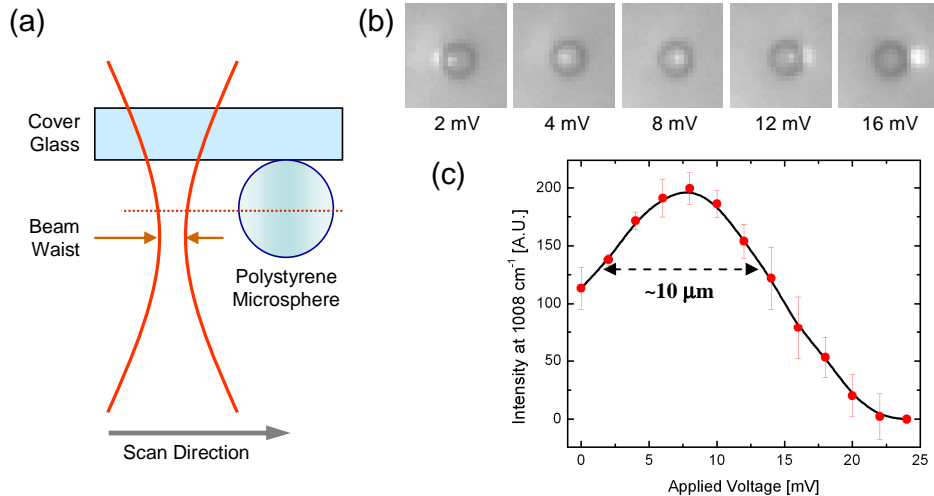 (a)
Cover
Glass
Beam
Waist
Polystyrene
Microsphere
Scan Direction
(b)
2 mV
4 mV
8 mV
12 mV
16 mV
(c)
Intensity at 1008 cm⁻¹ [A.U.]
200
150
100
50
0
~10 μm
0
5
10
15
20
25
Applied Voltage [mV]